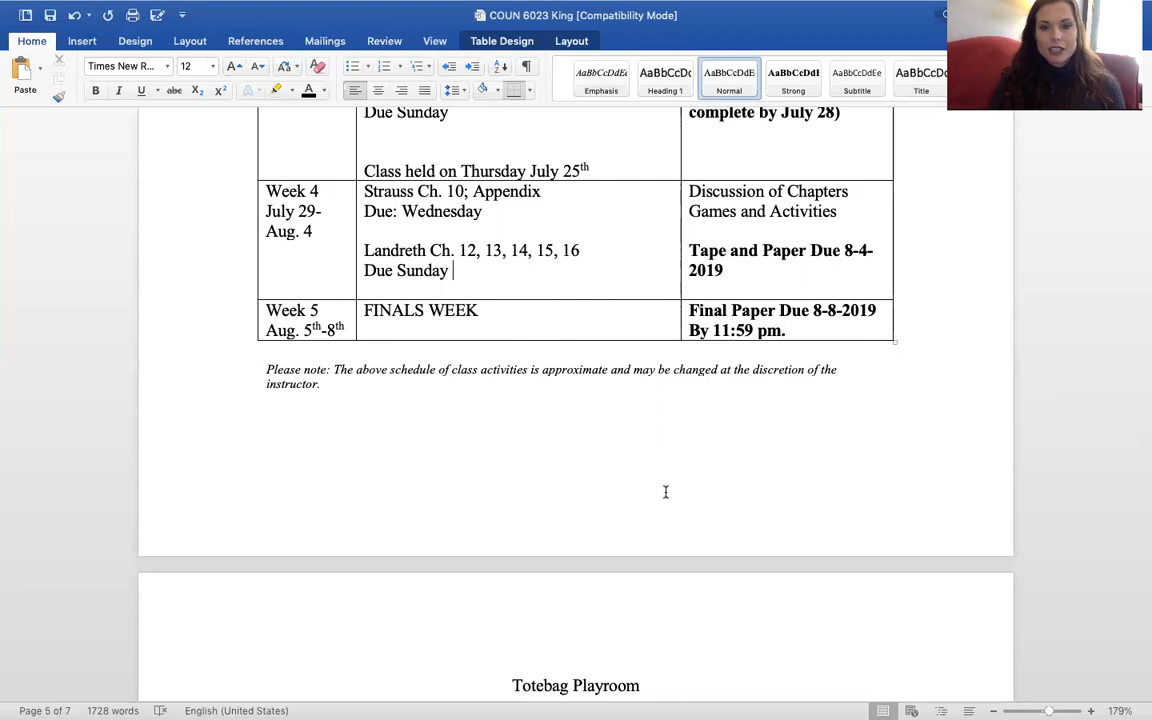 COUN 6023 King [Compatibility Mode]
Home Insert Design Layout References Mailings Review View Table Design Layout
Times New R... 12
Paste
AaBbCcDdEe AaBbCcDc AaBbCcDdE AaBbCcDdI AaBbCcDdEe AaBbCcDc
Emphasis Heading 1 Normal Strong Subtitle Title
Due Sunday
complete by July 28)
Class held on Thursday July 25th
Week 4
July 29-
Aug. 4
Strauss Ch. 10; Appendix
Due: Wednesday
Landreth Ch. 12, 13, 14, 15, 16
Due Sunday
Discussion of Chapters
Games and Activities
Tape and Paper Due 8-4-
2019
Week 5
Aug. 5th-8th
FINALS WEEK
Final Paper Due 8-8-2019
By 11:59 pm.
Please note: The above schedule of class activities is approximate and may be changed at the discretion of the
instructor.
Totebag Playroom
Page 5 of 7 1728 words English (United States) 179%